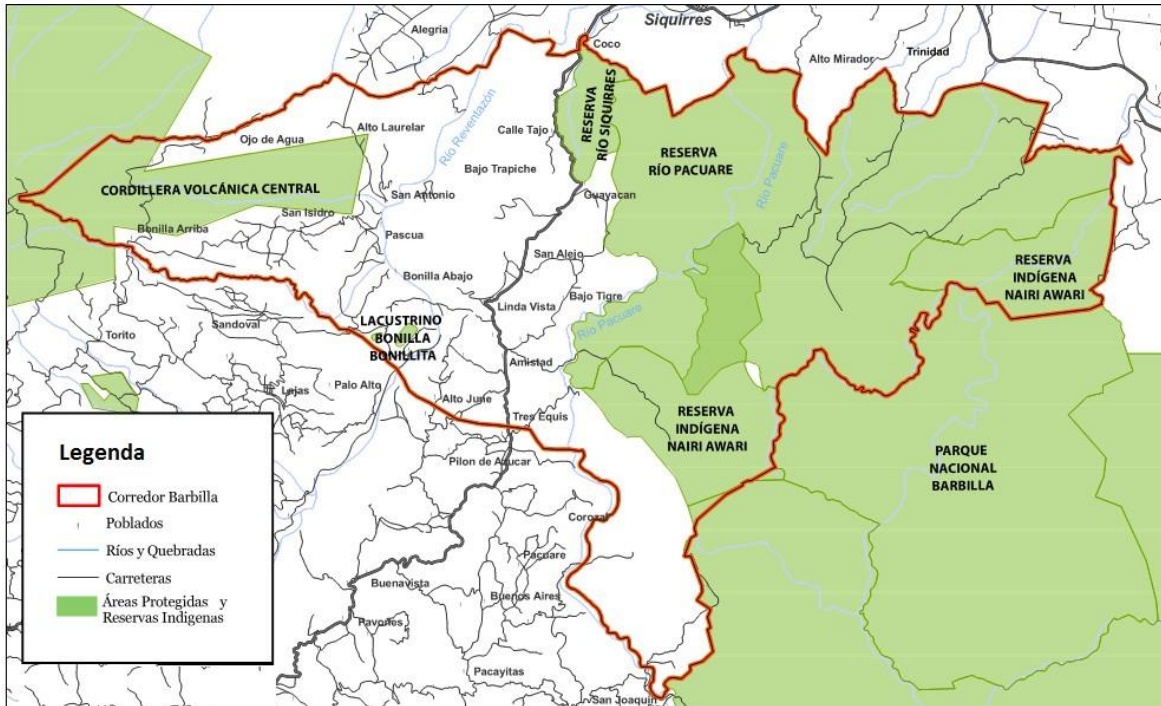 Siquirres
Alegria
Coco
Alto Mirador
Trinidad
RESERVA
RÍO SIQUIRRES
Alto Laurelar
Ojo de Agua
Calle Tajo
Río Reventazón
RESERVA
RÍO PACUARE
Río Pacuare
Bajo Trapiche
CORDILLERA VOLCÁNICA CENTRAL
San Antonio
Guayacan
San Isidro
Bonilla Arriba
Pascua
San Alejo
RESERVA
INDÍGENA
NAIRI AWARI
Bonilla Abajo
Bajo Tigre
Linda Vista
Río Pacuare
LACUSTRINO
BONILLA
BONILLITA
Sandoval
Torito
Amistad
Lajas
Palo Alto
Alto June
Tres Equis
RESERVA
INDÍGENA
NAIRI AWARI
PARQUE
NACIONAL
BARBILLA
Pilon de Azucar
Corozal
Pacuare
Buenavista
Buenos Aires
Pavones
Pacayitas
San Joaquin
Legenda
Corredor Barbilla
Poblados
Ríos y Quebradas
Carreteras
Áreas Protegidas y
Reservas Indigenas